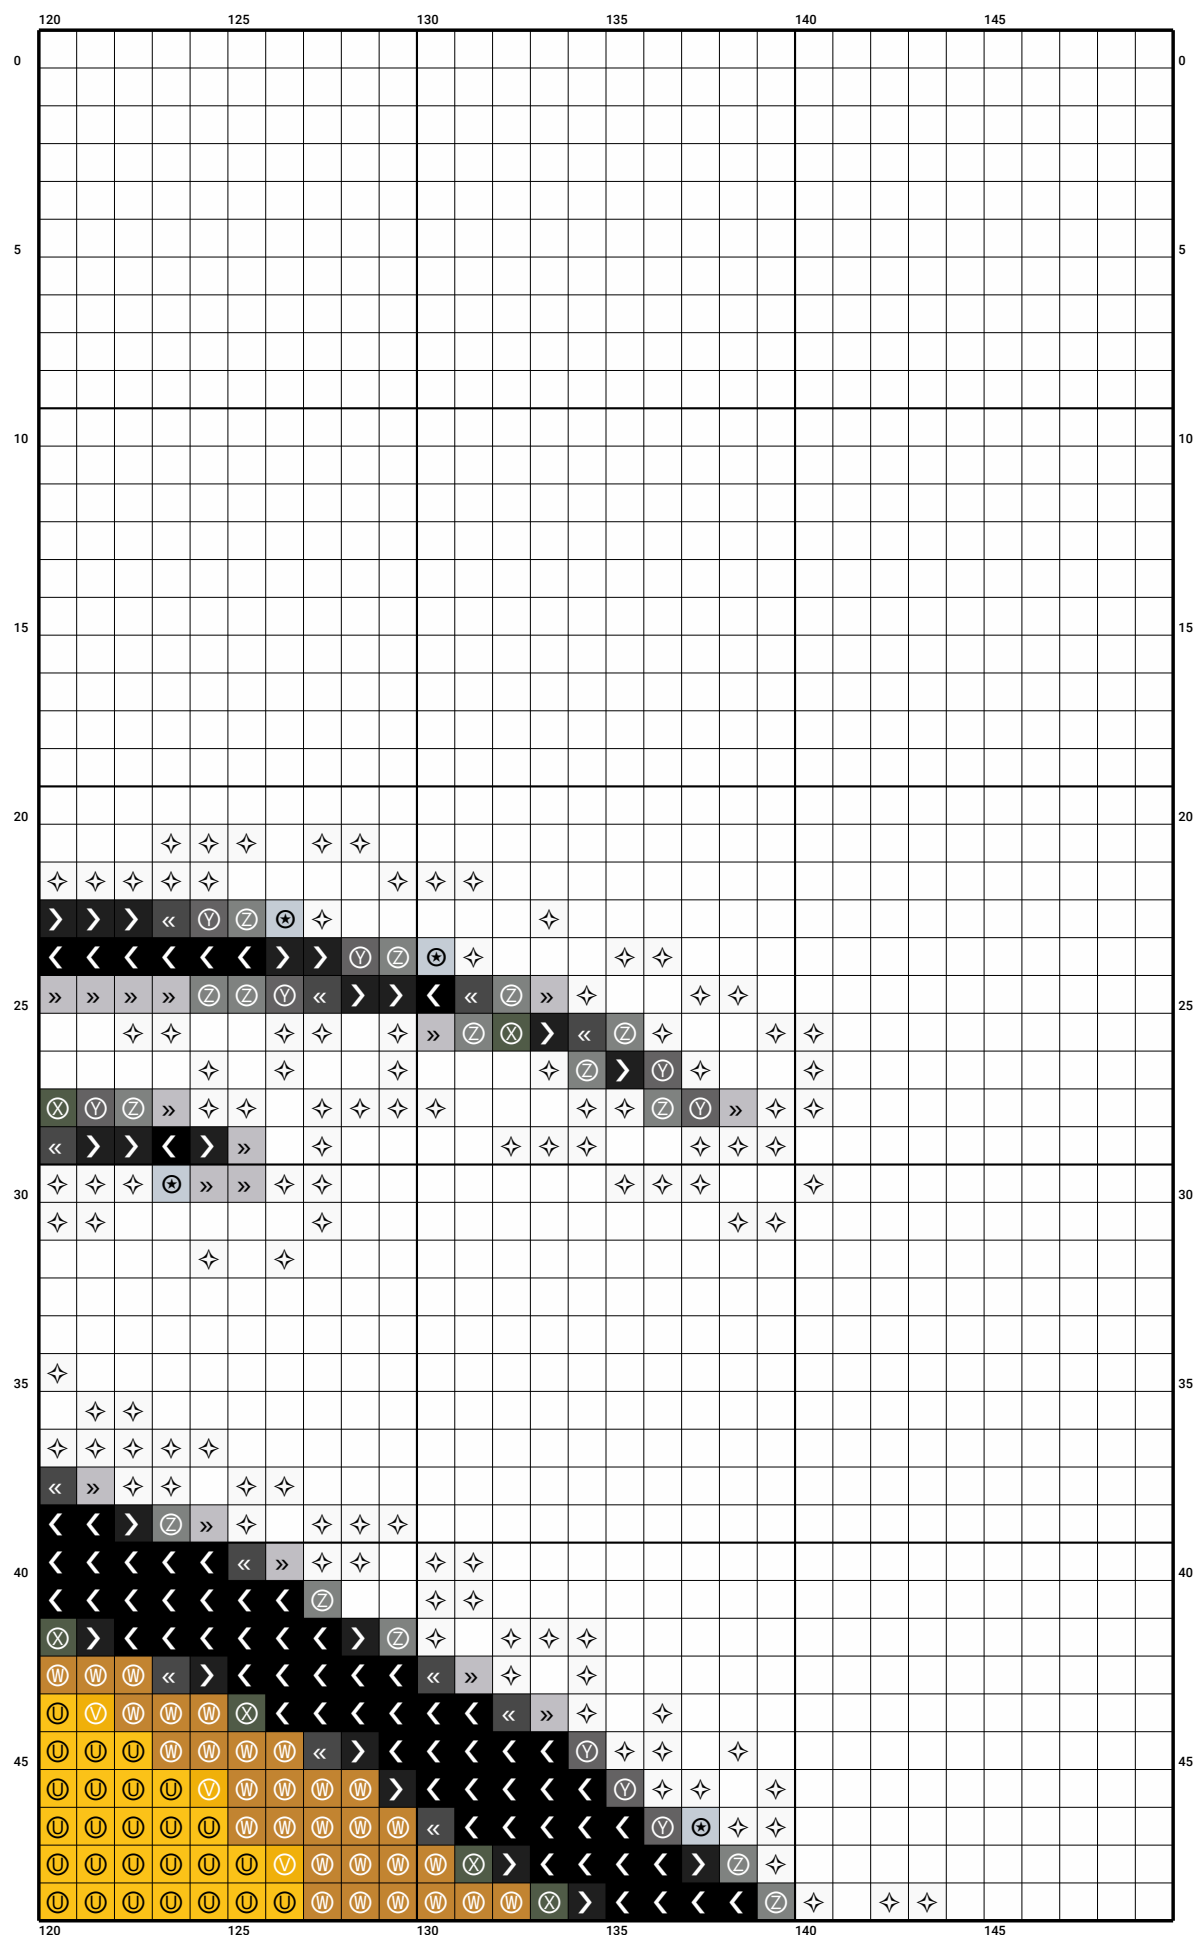 120 125 130 135 140 145
0 0
5 5
10 10
15 15
20 20
✧ ✧ ✧ ✧ ✧
✧ ✧ ✧ ✧ ✧ ✧ ✧ ✧
❯ ❯ ❯ « Ⓨ Ⓩ ✪ ✧ ✧
❮ ❮ ❮ ❮ ❮ ❮ ❯ ❯ Ⓨ Ⓩ ✪ ✧ ✧ ✧
25 » » » » Ⓩ Ⓩ Ⓨ « ❯ ❯ ❮ « Ⓩ » ✧ ✧ ✧ 25
✧ ✧ ✧ ✧ ✧ » Ⓩ Ⓧ ❯ « Ⓩ ✧ ✧ ✧
✧ ✧ ✧ ✧ Ⓩ ❯ Ⓨ ✧ ✧
Ⓧ Ⓨ Ⓩ » ✧ ✧ ✧ ✧ ✧ ✧ ✧ ✧ Ⓩ Ⓨ » ✧ ✧
« ❯ ❯ ❮ ❯ » ✧ ✧ ✧ ✧ ✧ ✧ ✧
30 ✧ ✧ ✧ ✪ » » ✧ ✧ ✧ ✧ ✧ ✧ 30
✧ ✧ ✧ ✧ ✧
✧ ✧
✧
35 35
✧ ✧
✧ ✧ ✧ ✧ ✧
« » ✧ ✧ ✧ ✧
❮ ❮ ❯ Ⓩ » ✧ ✧ ✧ ✧
40 ❮ ❮ ❮ ❮ ❮ « » ✧ ✧ ✧ ✧ 40
❮ ❮ ❮ ❮ ❮ ❮ ❮ Ⓩ ✧ ✧
Ⓧ ❯ ❮ ❮ ❮ ❮ ❮ ❮ ❯ Ⓩ ✧ ✧ ✧ ✧
Ⓦ Ⓦ Ⓦ « ❯ ❮ ❮ ❮ ❮ ❮ « » ✧ ✧
Ⓤ Ⓥ Ⓦ Ⓦ Ⓦ Ⓧ ❮ ❮ ❮ ❮ ❮ ❮ « » ✧ ✧
45 Ⓤ Ⓤ Ⓤ Ⓦ Ⓦ Ⓦ Ⓦ « ❯ ❮ ❮ ❮ ❮ ❮ Ⓨ ✧ ✧ ✧ 45
Ⓤ Ⓤ Ⓤ Ⓤ Ⓥ Ⓦ Ⓦ Ⓦ Ⓦ ❯ ❮ ❮ ❮ ❮ ❮ Ⓨ ✧ ✧ ✧
Ⓤ Ⓤ Ⓤ Ⓤ Ⓤ Ⓦ Ⓦ Ⓦ Ⓦ Ⓦ « ❮ ❮ ❮ ❮ ❮ Ⓨ ✪ ✧ ✧
Ⓤ Ⓤ Ⓤ Ⓤ Ⓤ Ⓤ Ⓥ Ⓦ Ⓦ Ⓦ Ⓦ Ⓧ ❯ ❮ ❮ ❮ ❮ ❯ Ⓩ ✧
Ⓤ Ⓤ Ⓤ Ⓤ Ⓤ Ⓤ Ⓤ Ⓦ Ⓦ Ⓦ Ⓦ Ⓦ Ⓦ Ⓧ ❯ ❮ ❮ ❮ ❮ Ⓩ ✧ ✧ ✧
120 125 130 135 140 145